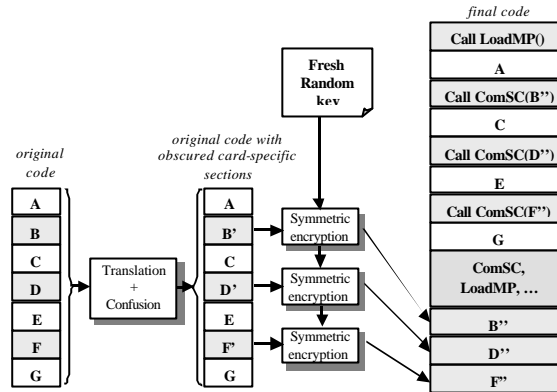 final code
Call LoadMP()
A
Call ComSC(B’’)
C
Call ComSC(D’’)
E
Call ComSC(F’’)
G
ComSC,
LoadMP, …
B’’
D’’
F’’
Fresh
Random
key
original
code
A
B
C
D
E
F
G
Translation
+
Confusion
original code with
obscured card-specific
sections
A
B’
C
D’
E
F’
G
Symmetric
encryption
Symmetric
encryption
Symmetric
encryption